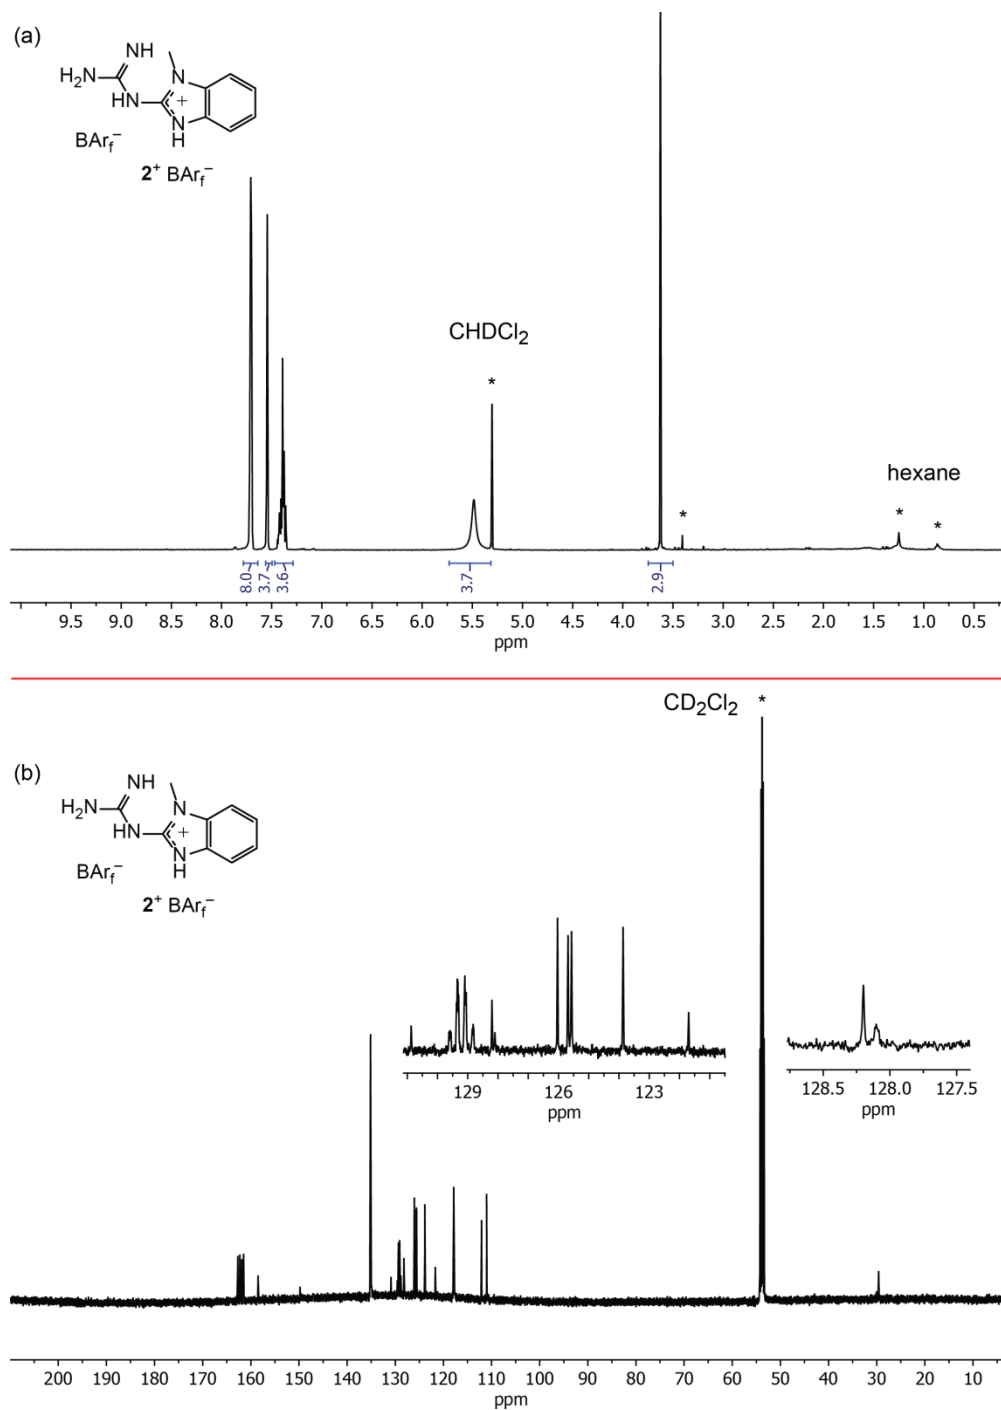 (a)
NH
H₂N
N
HN
+
N
H
BArf⁻
2⁺ BArf⁻
CHDCl₂
*
*
hexane
* *
8.0 3.7 3.6 3.7 2.9
9.5 9.0 8.5 8.0 7.5 7.0 6.5 6.0 5.5 5.0 4.5 4.0 3.5 3.0 2.5 2.0 1.5 1.0 0.5
ppm
CD₂Cl₂ *
(b)
NH
H₂N
N
HN
+
N
H
BArf⁻
2⁺ BArf⁻
129 126 123
ppm
128.5 128.0 127.5
ppm
200 190 180 170 160 150 140 130 120 110 100 90 80 70 60 50 40 30 20 10
ppm